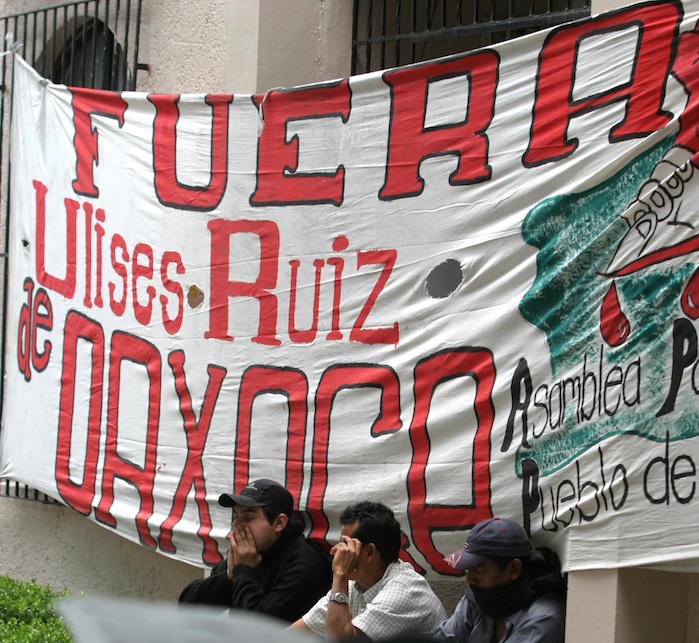 FUERA
Ulises Ruiz
de OAXACA
Asamblea P
Pueblo de